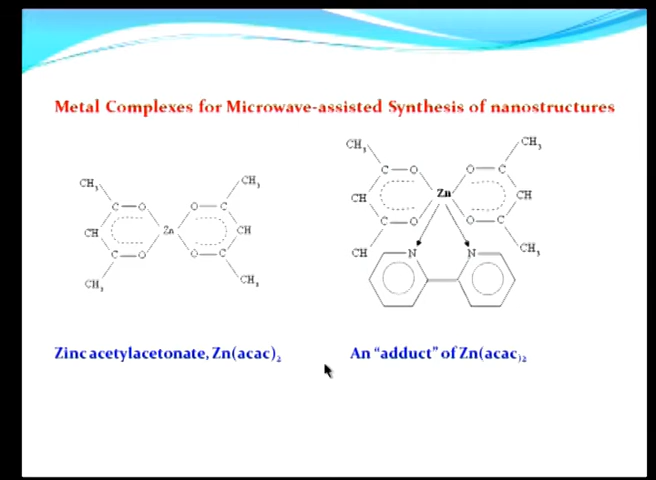 Metal Complexes for Microwave-assisted Synthesis of nanostructures
CH3
C
O
O
C
CH3
CH
Zn
CH
C
O
O
C
CH3
CH3
CH3
C
O
O
C
CH3
CH
Zn
CH
C
O
O
C
CH
CH3
N
N
Zinc acetylacetonate, Zn(acac)2
An “adduct” of Zn(acac)2